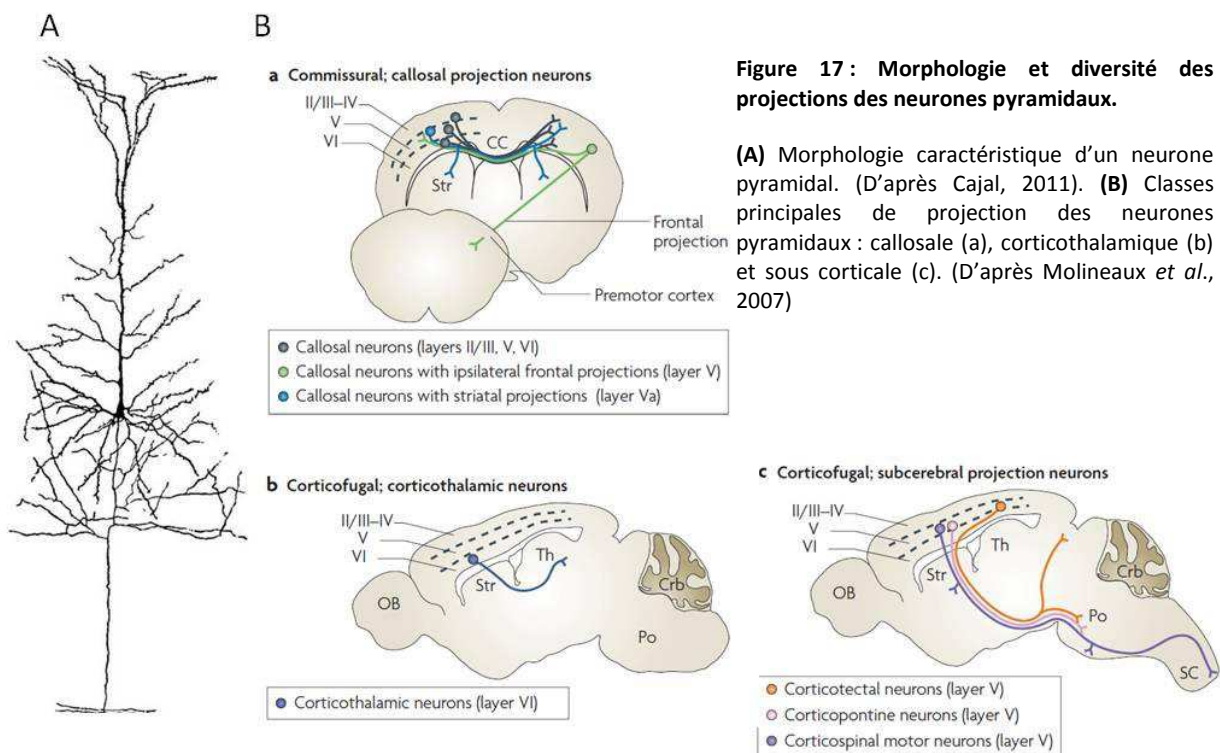 A
B
a Commissural; callosal projection neurons
II/III–IV
V
VI
CC
Str
Frontal
projection
Premotor cortex
Callosal neurons (layers II/III, V, VI)
Callosal neurons with ipsilateral frontal projections (layer V)
Callosal neurons with striatal projections (layer Va)
Figure 17 : Morphologie et diversité des
projections des neurones pyramidaux.
(A) Morphologie caractéristique d’un neurone
pyramidal. (D’après Cajal, 2011). (B) Classes
principales de projection des neurones
pyramidaux : callosale (a), corticothalamique (b)
et sous corticale (c). (D’après Molineaux et al.,
2007)
b Corticofugal; corticothalamic neurons
II/III–IV
V
VI
Th
Str
Crb
OB
Po
Corticothalamic neurons (layer VI)
c Corticofugal; subcerebral projection neurons
II/III–IV
V
VI
Th
Str
Crb
OB
Po
SC
Corticotectal neurons (layer V)
Corticopontine neurons (layer V)
Corticospinal motor neurons (layer V)